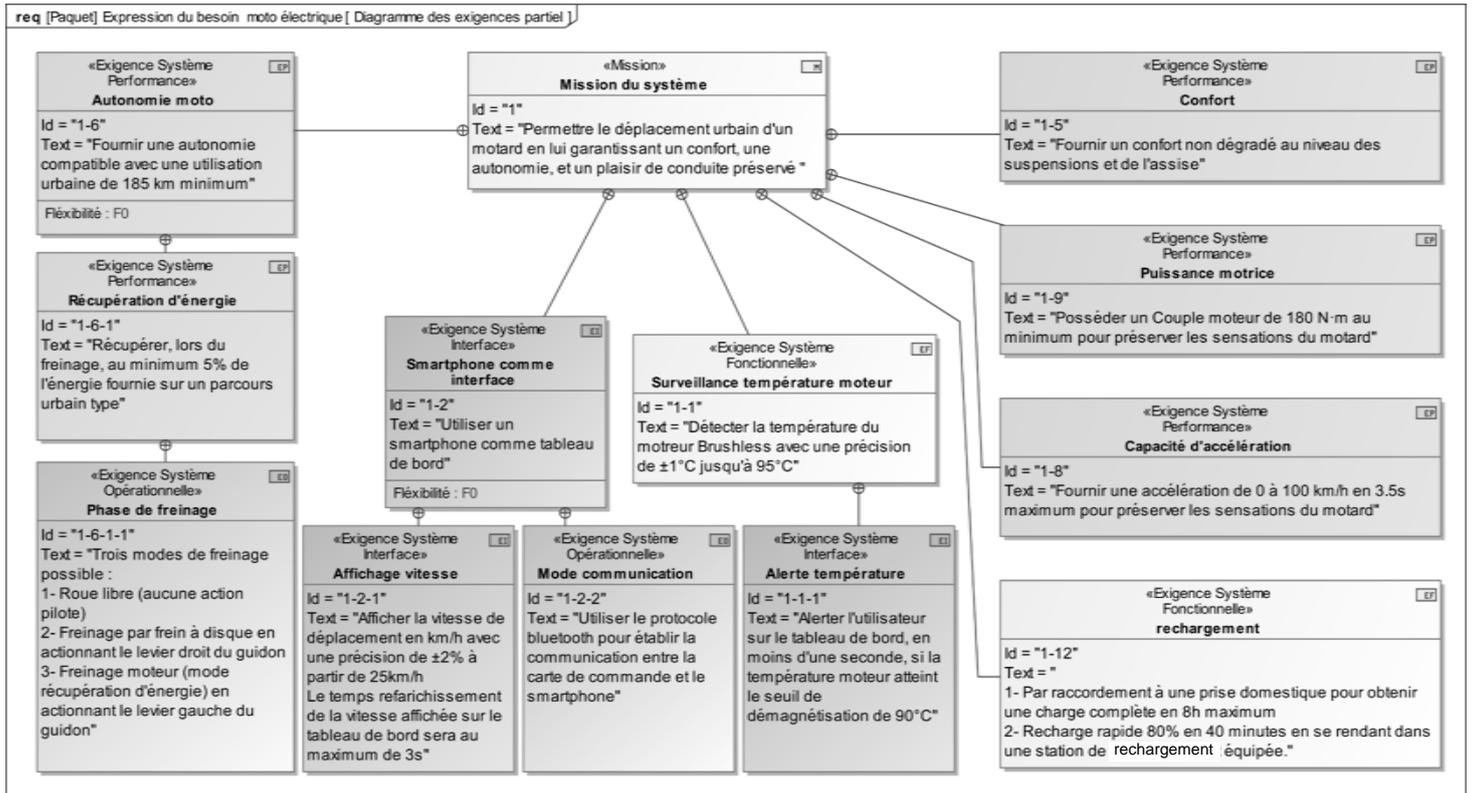 req [Paquet] Expression du besoin moto électrique [ Diagramme des exigences partiel ]
«Exigence Système
Performance»
EP
Autonomie moto
Id = "1-6"
Text = "Fournir une autonomie
compatible avec une utilisation
urbaine de 185 km minimum"
Fléxibilité : F0
«Exigence Système
Performance»
EP
Récupération d'énergie
Id = "1-6-1"
Text = "Récupérer, lors du
freinage, au minimum 5% de
l'énergie fournie sur un parcours
urbain type"
«Exigence Système
Opérationnelle»
EO
Phase de freinage
Id = "1-6-1-1"
Text = "Trois modes de freinage
possible :
1- Roue libre (aucune action
pilote)
2- Freinage par frein à disque en
actionnant le levier droit du guidon
3- Freinage moteur (mode
récupération d'énergie) en
actionnant le levier gauche du
guidon"
«Mission»
M
Mission du système
Id = "1"
Text = "Permettre le déplacement urbain d'un
motard en lui garantissant un confort, une
autonomie, et un plaisir de conduite préservé "
«Exigence Système
Interface»
EI
Smartphone comme
interface
Id = "1-2"
Text = "Utiliser un
smartphone comme tableau
de bord"
Fléxibilité : F0
«Exigence Système
Fonctionnelle»
EF
Surveillance température moteur
Id = "1-1"
Text = "Détecter la température du
motreur Brushless avec une précision
de ±1°C jusqu'à 95°C"
«Exigence Système
Interface»
EI
Affichage vitesse
Id = "1-2-1"
Text = "Afficher la vitesse de
déplacement en km/h avec
une précision de ±2% à
partir de 25km/h
Le temps refarichissement
de la vitesse affichée sur le
tableau de bord sera au
maximum de 3s"
«Exigence Système
Opérationnelle»
EO
Mode communication
Id = "1-2-2"
Text = "Utiliser le protocole
bluetooth pour établir la
communication entre la
carte de commande et le
smartphone"
«Exigence Système
Interface»
EI
Alerte température
Id = "1-1-1"
Text = "Alerter l'utilisateur
sur le tableau de bord, en
moins d'une seconde, si la
température moteur atteint
le seuil de
démagnétisation de 90°C"
«Exigence Système
Performance»
EP
Confort
Id = "1-5"
Text = "Fournir un confort non dégradé au niveau des
suspensions et de l'assise"
«Exigence Système
Performance»
EP
Puissance motrice
Id = "1-9"
Text = "Posséder un Couple moteur de 180 N·m au
minimum pour préserver les sensations du motard"
«Exigence Système
Performance»
EP
Capacité d'accélération
Id = "1-8"
Text = "Fournir une accélération de 0 à 100 km/h en 3.5s
maximum pour préserver les sensations du motard"
«Exigence Système
Fonctionnelle»
EF
rechargement
Id = "1-12"
Text = "
1- Par raccordement à une prise domestique pour obtenir
une charge complète en 8h maximum
2- Recharge rapide 80% en 40 minutes en se rendant dans
une station de rechargement équipée."